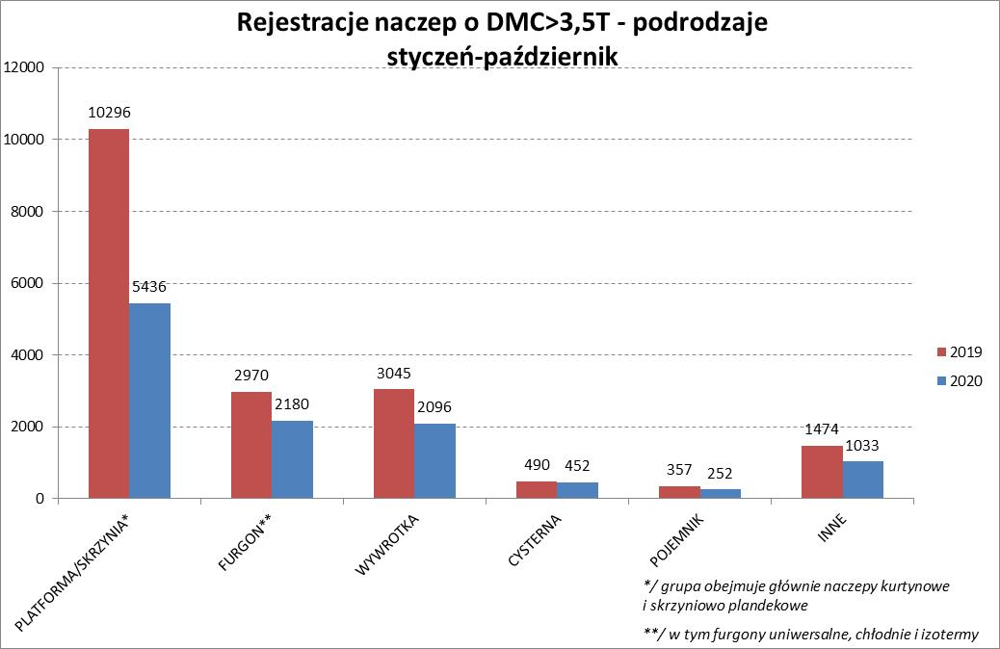 Rejestracje naczep o DMC>3,5T - podrodzaje
styczeń-październik
12000
10000
8000
6000
4000
2000
0
10296
5436
2970
2180
3045
2096
490
452
357
252
1474
1033
2019
2020
PLATFORMA/SKRZYNIA*
FURGON**
WYWROTKA
CYSTERNA
POJEMNIK
INNE
*/ grupa obejmuje głównie naczepy kurtynowe
i skrzyniowo plandekowe
**/ w tym furgony uniwersalne, chłodnie i izotermy